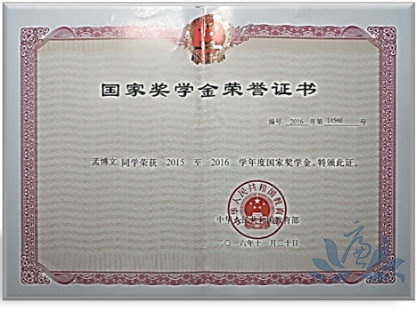 国家奖学金荣誉证书
编号：2016 年第 18560 号
孟博文 同学荣获 2015 至 2016 学年度国家奖学金。特颁此证。
中华人民共和国教育部
二〇一六年十一月二十日